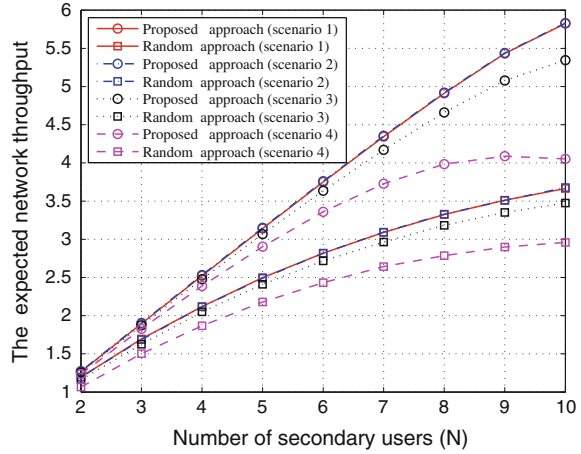 6
5.5
5
4.5
4
3.5
3
2.5
2
1.5
1
The expected network throughput
Proposed approach (scenario 1)
Random approach (scenario 1)
Proposed approach (scenario 2)
Random approach (scenario 2)
Proposed approach (scenario 3)
Random approach (scenario 3)
Proposed approach (scenario 4)
Random approach (scenario 4)
2 3 4 5 6 7 8 9 10
Number of secondary users (N)